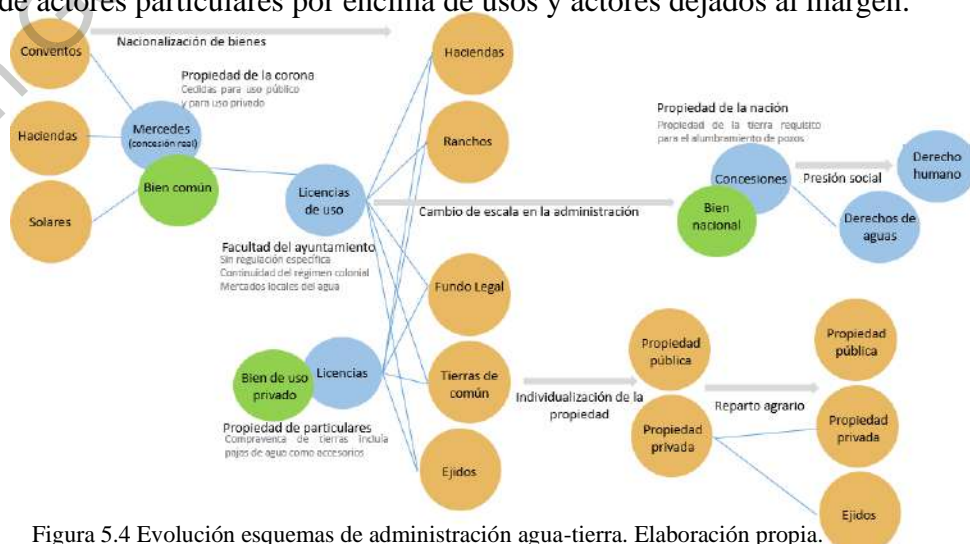 de actores particulares por encima de usos y actores dejados al margen.
Conventos
Nacionalización de bienes
Haciendas
Propiedad de la corona
Cedidas para uso público
y para uso privado
Haciendas
Mercedes
(concesión real)
Bien común
Solares
Ranchos
Licencias
de uso
Facultad del ayuntamiento
Sin regulación específica
Continuidad del régimen colonial
Mercados locales del agua
Cambio de escala en la administración
Propiedad de la nación
Propiedad de la tierra requisito
para el alumbramiento de pozos
Concesiones
Bien
nacional
Presión social
Derecho
humano
Derechos de
aguas
Fundo Legal
Bien de uso
privado
Licencias
Propiedad de particulares
Compraventa de tierras incluía
pajas de agua como accesorios
Tierras de
común
Ejidos
Individualización de la
propiedad
Propiedad
pública
Propiedad
privada
Reparto agrario
Propiedad
pública
Propiedad
privada
Ejidos
Figura 5.4 Evolución esquemas de administración agua-tierra. Elaboración propia.